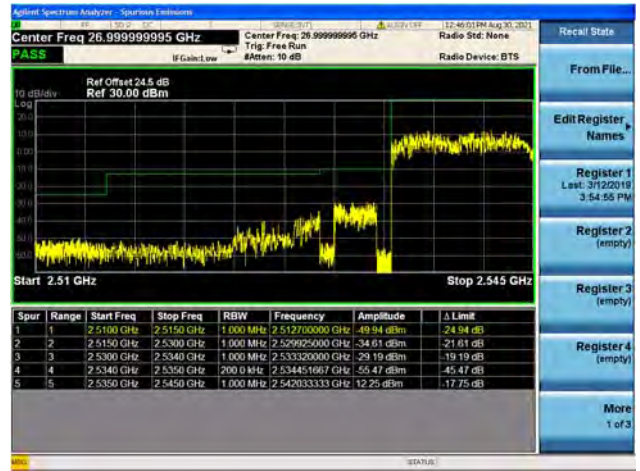 Agilent Spectrum Analyzer - Spurious Emissions
Center Freq 26.999999995 GHz
Center Freq: 26.999999995 GHz
12:46:01 PM Aug 30, 2021
Radio Std: None
Trig: Free Run
PASS
IFGain:Low
#Atten: 10 dB
Radio Device: BTS
Ref Offset 24.5 dB
10 dB/div Ref 30.00 dBm
Log
Start 2.51 GHz
Stop 2.545 GHz
Spur Range Start Freq Stop Freq RBW Frequency Amplitude Δ Limit
1 1 2.5100 GHz 2.5150 GHz 1.000 MHz 2.512700000 GHz -49.94 dBm -24.94 dB
2 2 2.5150 GHz 2.5300 GHz 1.000 MHz 2.529925000 GHz -34.61 dBm -21.61 dB
3 3 2.5300 GHz 2.5340 GHz 1.000 MHz 2.533320000 GHz -29.19 dBm -19.19 dB
4 4 2.5340 GHz 2.5350 GHz 200.0 kHz 2.534451667 GHz -55.47 dBm -45.47 dB
5 5 2.5350 GHz 2.5450 GHz 1.000 MHz 2.542033333 GHz 12.25 dBm -17.75 dB
MSG
STATUS
Recall State
From File...
Edit Register
Names
Register 1
Last: 3/12/2019
3:54:55 PM
Register 2
(empty)
Register 3
(empty)
Register 4
(empty)
More
1 of 3